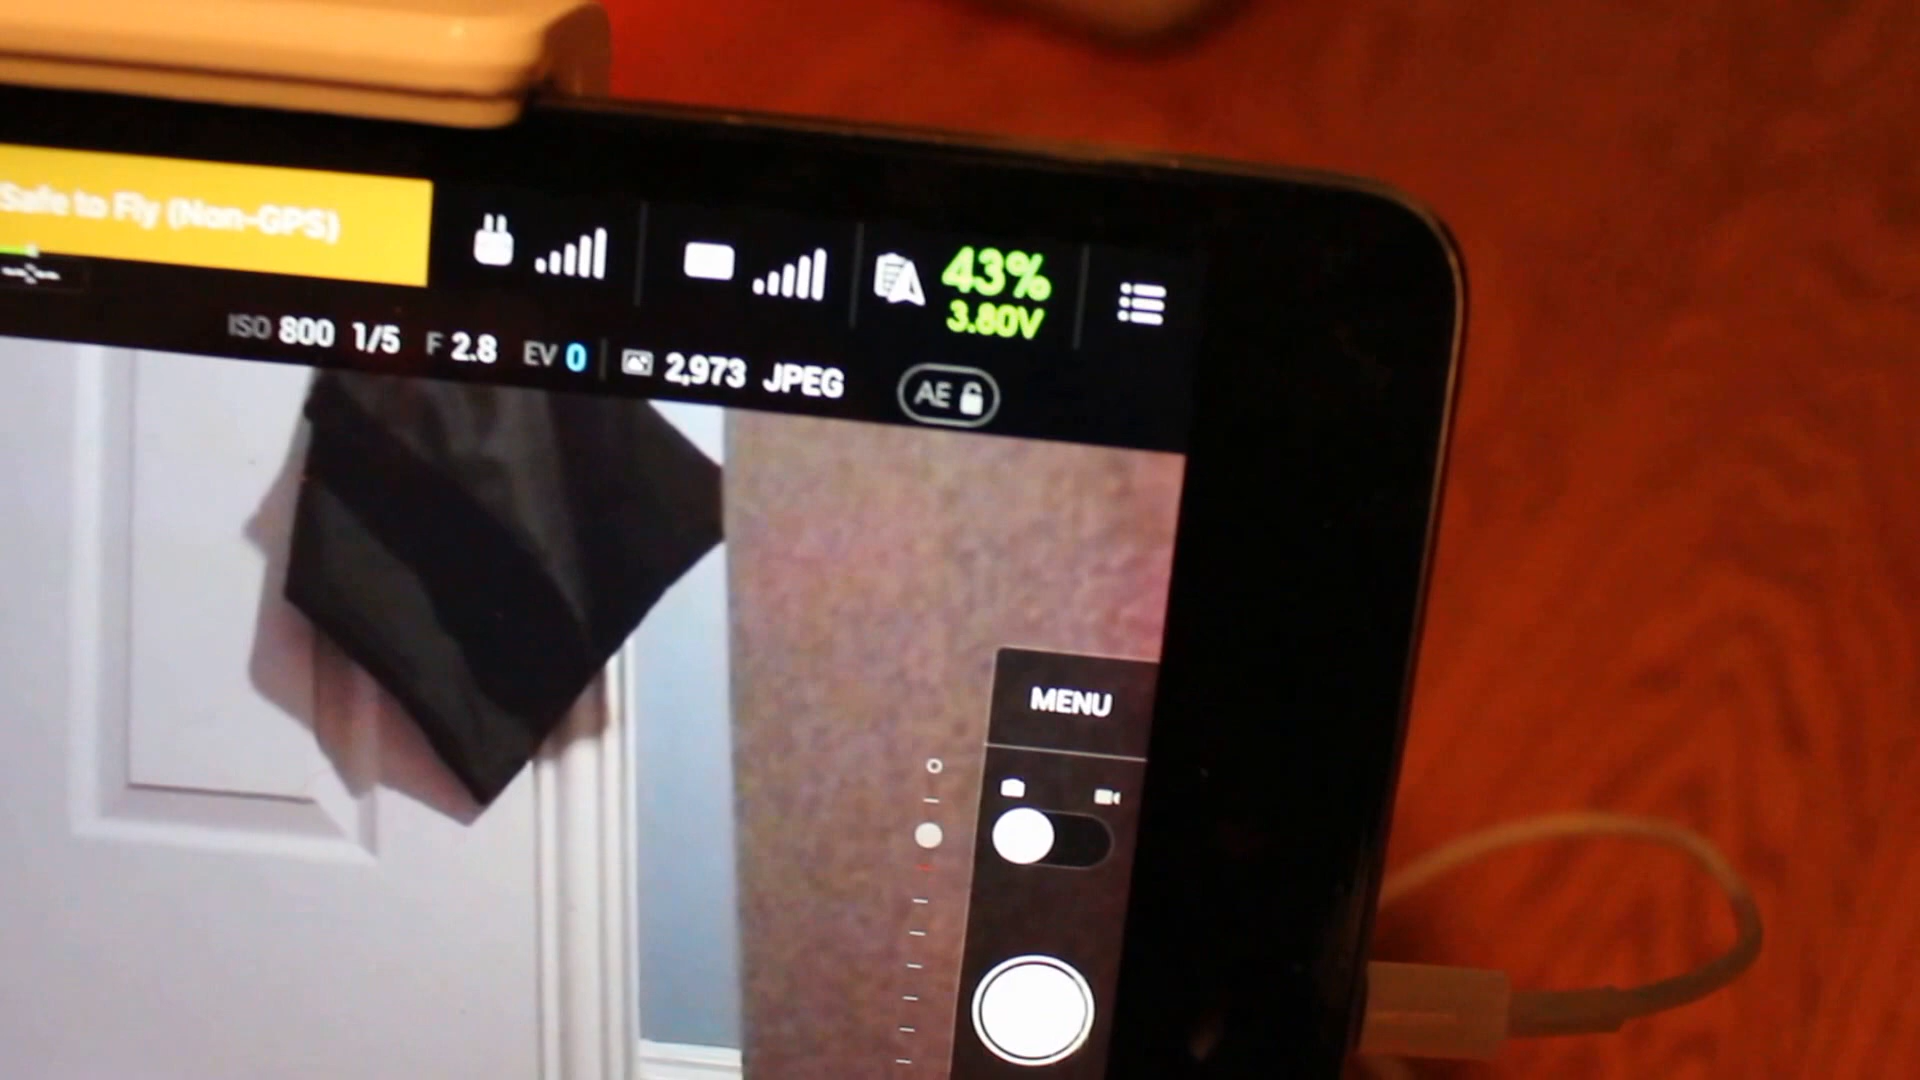 Safe to Fly (Non-GPS)
43%
3.80V
ISO 800 1/5 F 2.8 EV 0 2,973 JPEG AE
MENU